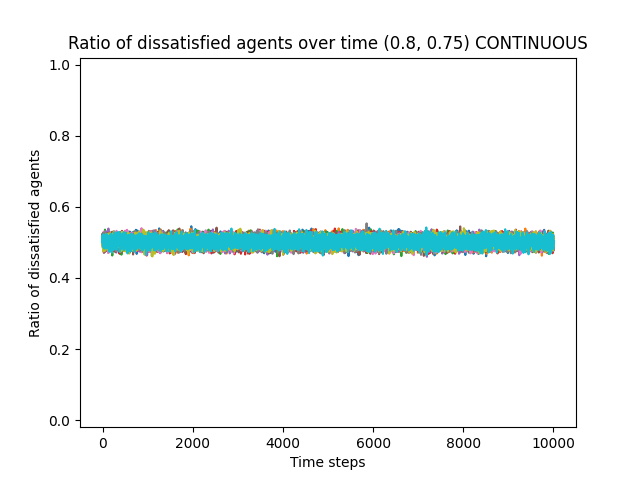 Ratio of dissatisfied agents over time (0.8, 0.75) CONTINUOUS
1.0
0.8
0.6
0.4
0.2
0.0
Ratio of dissatisfied agents
0 2000 4000 6000 8000 10000
Time steps